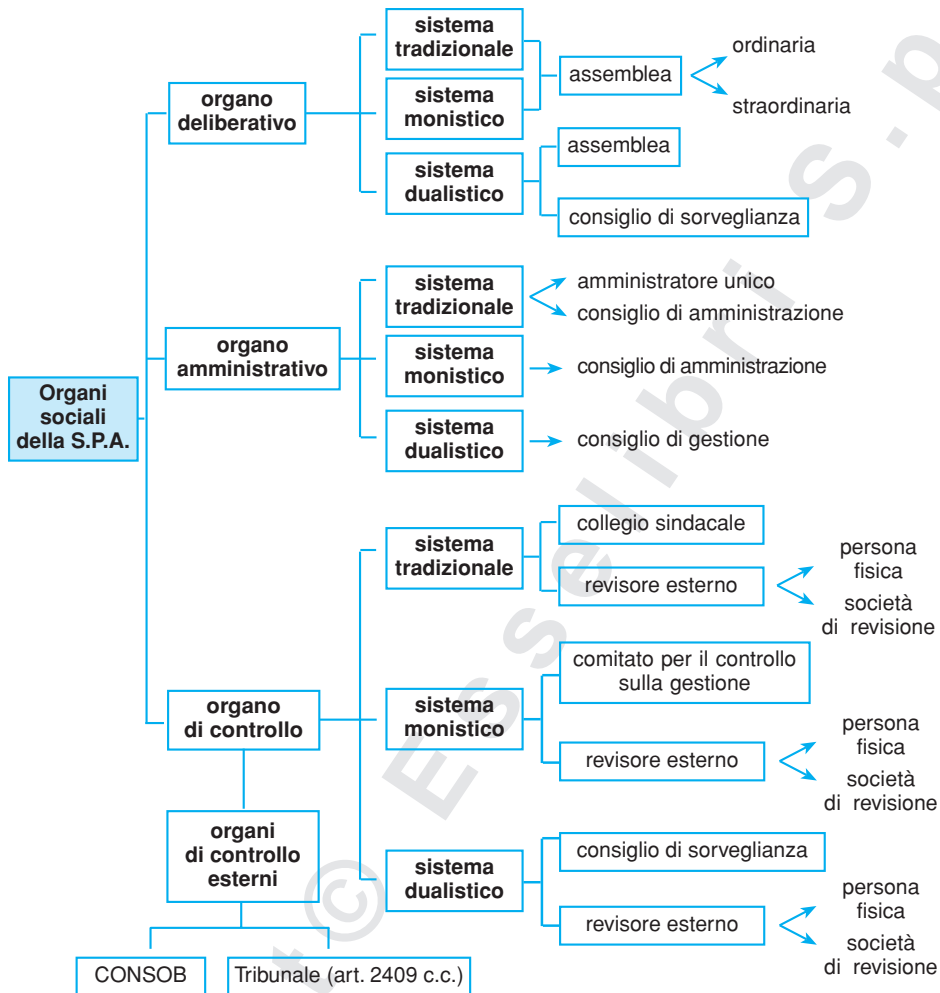 Organi
sociali
della S.P.A.
organo
deliberativo
sistema
tradizionale
sistema
monistico
assemblea
ordinaria
straordinaria
sistema
dualistico
assemblea
consiglio di sorveglianza
organo
amministrativo
sistema
tradizionale
amministratore unico
consiglio di amministrazione
sistema
monistico
consiglio di amministrazione
sistema
dualistico
consiglio di gestione
organo
di controllo
sistema
tradizionale
collegio sindacale
revisore esterno
persona
fisica
società
di revisione
sistema
monistico
comitato per il controllo
sulla gestione
revisore esterno
persona
fisica
società
di revisione
sistema
dualistico
consiglio di sorveglianza
revisore esterno
persona
fisica
società
di revisione
organi
di controllo
esterni
CONSOB
Tribunale (art. 2409 c.c.)
© Esselibri S.p